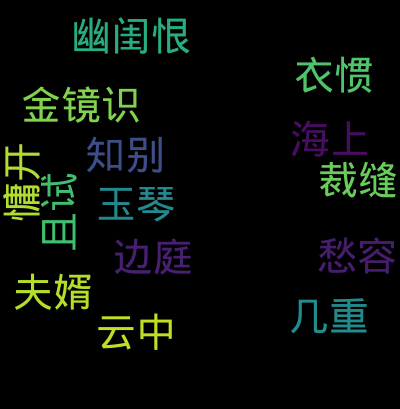 幽闺恨
衣惯
金镜识
海上
知别
慵开
且试
裁缝
玉琴
边庭
愁容
夫婿
几重
云中